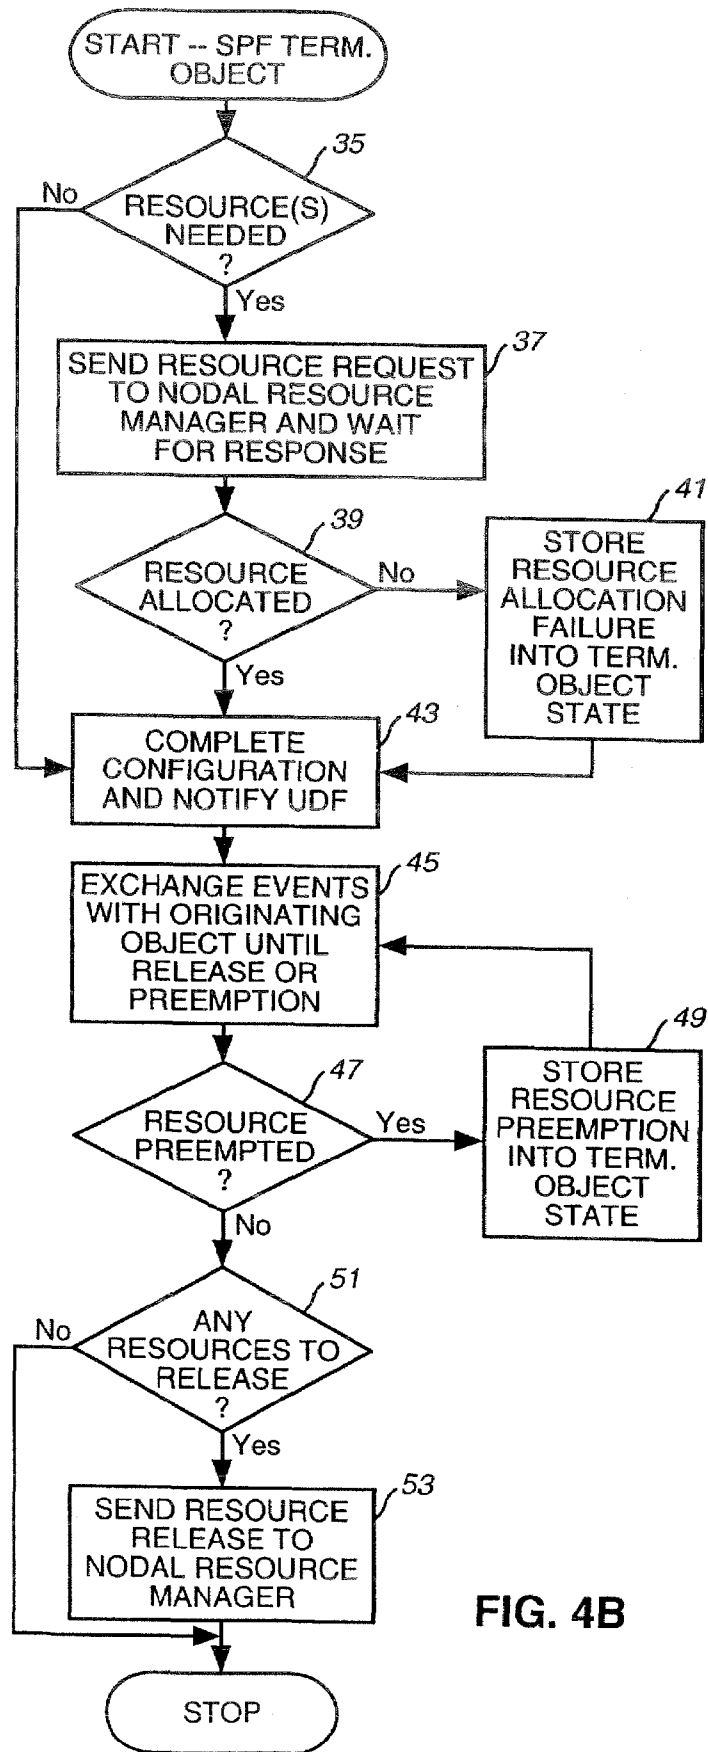 START -- SPF TERM.
OBJECT
35
No
RESOURCE(S)
NEEDED
?
Yes
37
SEND RESOURCE REQUEST
TO NODAL RESOURCE
MANAGER AND WAIT
FOR RESPONSE
39
RESOURCE
ALLOCATED
?
No
Yes
41
STORE
RESOURCE
ALLOCATION
FAILURE
INTO TERM.
OBJECT
STATE
43
COMPLETE
CONFIGURATION
AND NOTIFY UDF
45
EXCHANGE EVENTS
WITH ORIGINATING
OBJECT UNTIL
RELEASE OR
PREEMPTION
47
RESOURCE
PREEMPTED
?
Yes
No
49
STORE
RESOURCE
PREEMPTION
INTO TERM.
OBJECT
STATE
51
No
ANY
RESOURCES TO
RELEASE
?
Yes
53
SEND RESOURCE
RELEASE TO
NODAL RESOURCE
MANAGER
STOP
FIG. 4B